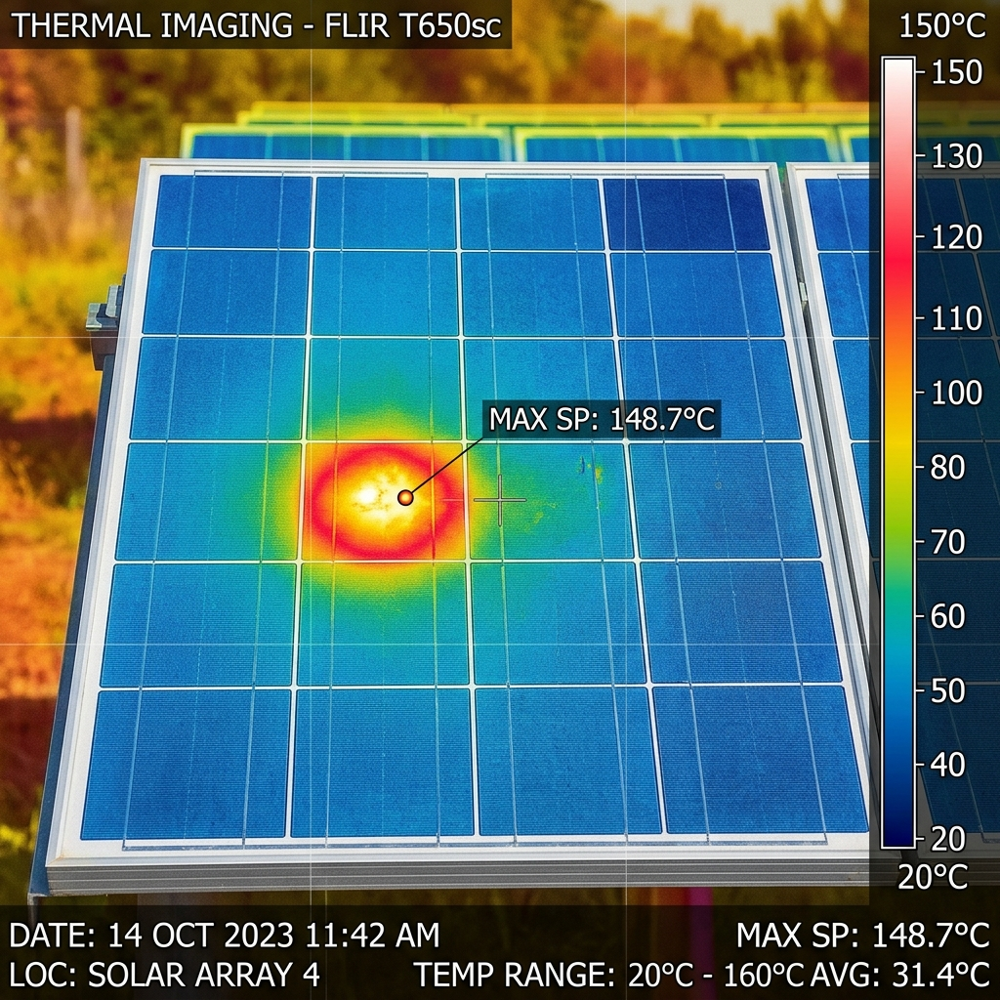 THERMAL IMAGING - FLIR T650sc
150°C
150
130
120
110
100
80
70
60
50
40
20
20°C
MAX SP: 148.7°C
DATE: 14 OCT 2023 11:42 AM
MAX SP: 148.7°C
LOC: SOLAR ARRAY 4
TEMP RANGE: 20°C - 160°C AVG: 31.4°C